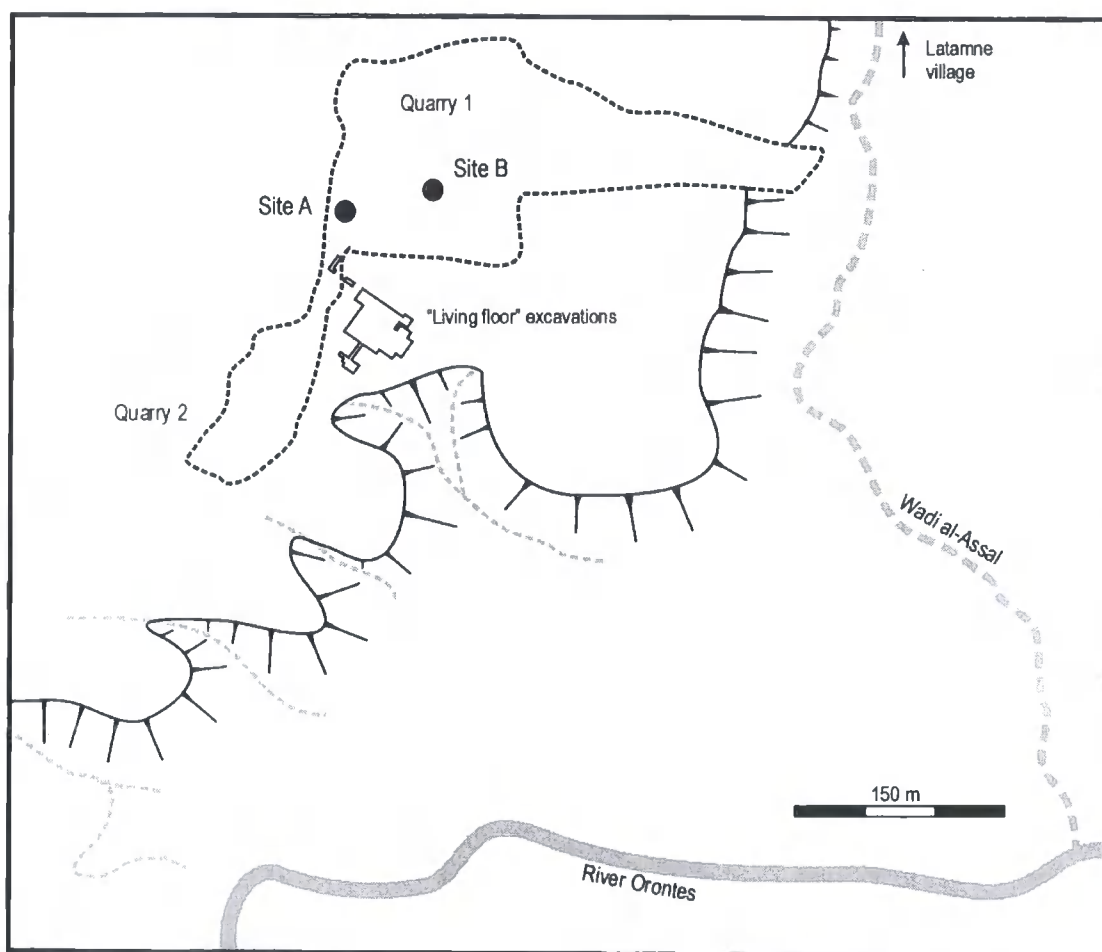 Latamne
village
Quarry 1
Site B
Site A
"Living floor" excavations
Quarry 2
Wadi al-Assal
150 m
River Orontes